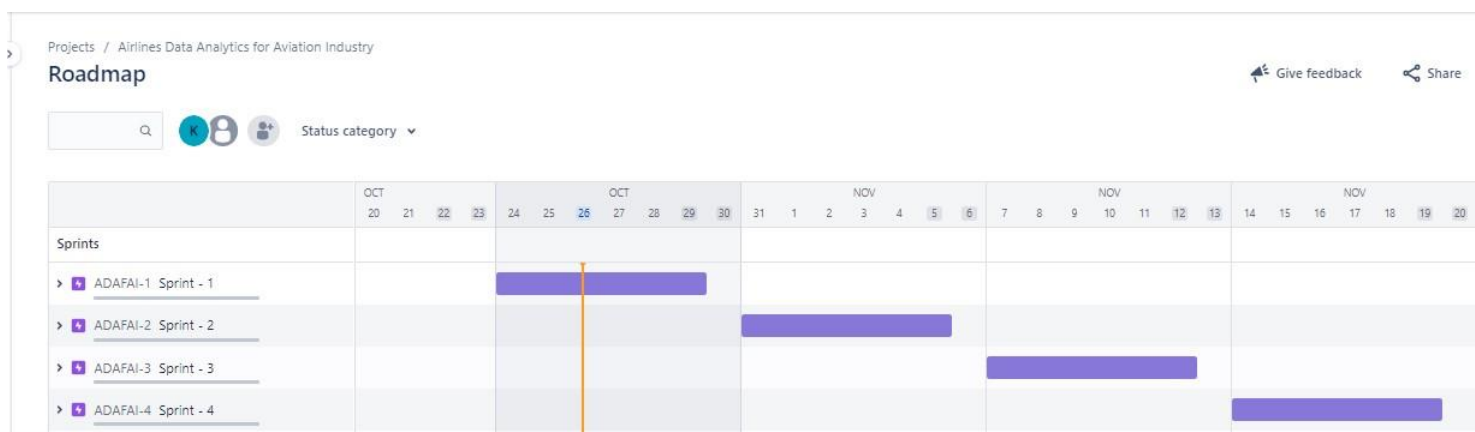 Projects / Airlines Data Analytics for Aviation Industry
Roadmap
Give feedback
Share
K
Status category
OCT OCT NOV NOV NOV
20 21 22 23 24 25 26 27 28 29 30 31 1 2 3 4 5 6 7 8 9 10 11 12 13 14 15 16 17 18 19 20
Sprints
ADAFAI-1 Sprint - 1
ADAFAI-2 Sprint - 2
ADAFAI-3 Sprint - 3
ADAFAI-4 Sprint - 4